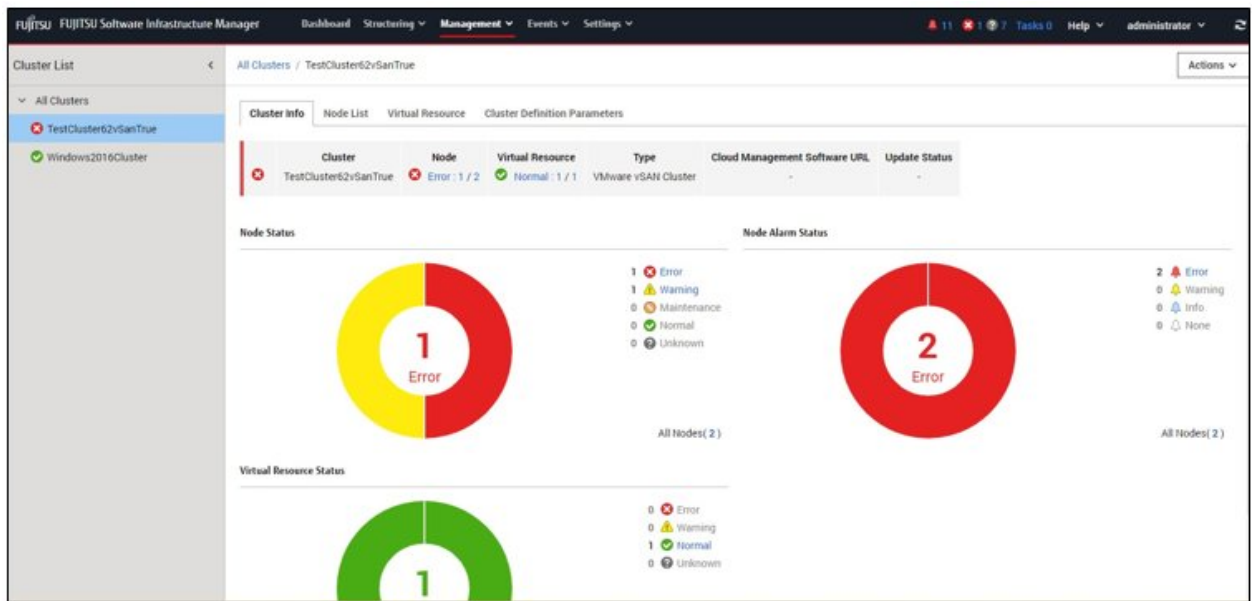 FUJITSU FUJITSU Software Infrastructure Manager Dashboard Structuring Management Events Settings 11 1 7 Tasks 0 Help administrator
Cluster List
All Clusters / TestCluster62vSanTrue
Actions
All Clusters
TestCluster62vSanTrue
Windows2016Cluster
Cluster Info Node List Virtual Resource Cluster Definition Parameters
Cluster Node Virtual Resource Type Cloud Management Software URL Update Status
TestCluster62vSanTrue Error : 1 / 2 Normal : 1 / 1 VMware vSAN Cluster - -
Node Status
1 Error
1 Error
1 Warning
0 Maintenance
0 Normal
0 Unknown
All Nodes( 2 )
Node Alarm Status
2 Error
2 Error
0 Warning
0 Info
0 None
All Nodes( 2 )
Virtual Resource Status
1
0 Error
0 Warning
1 Normal
0 Unknown